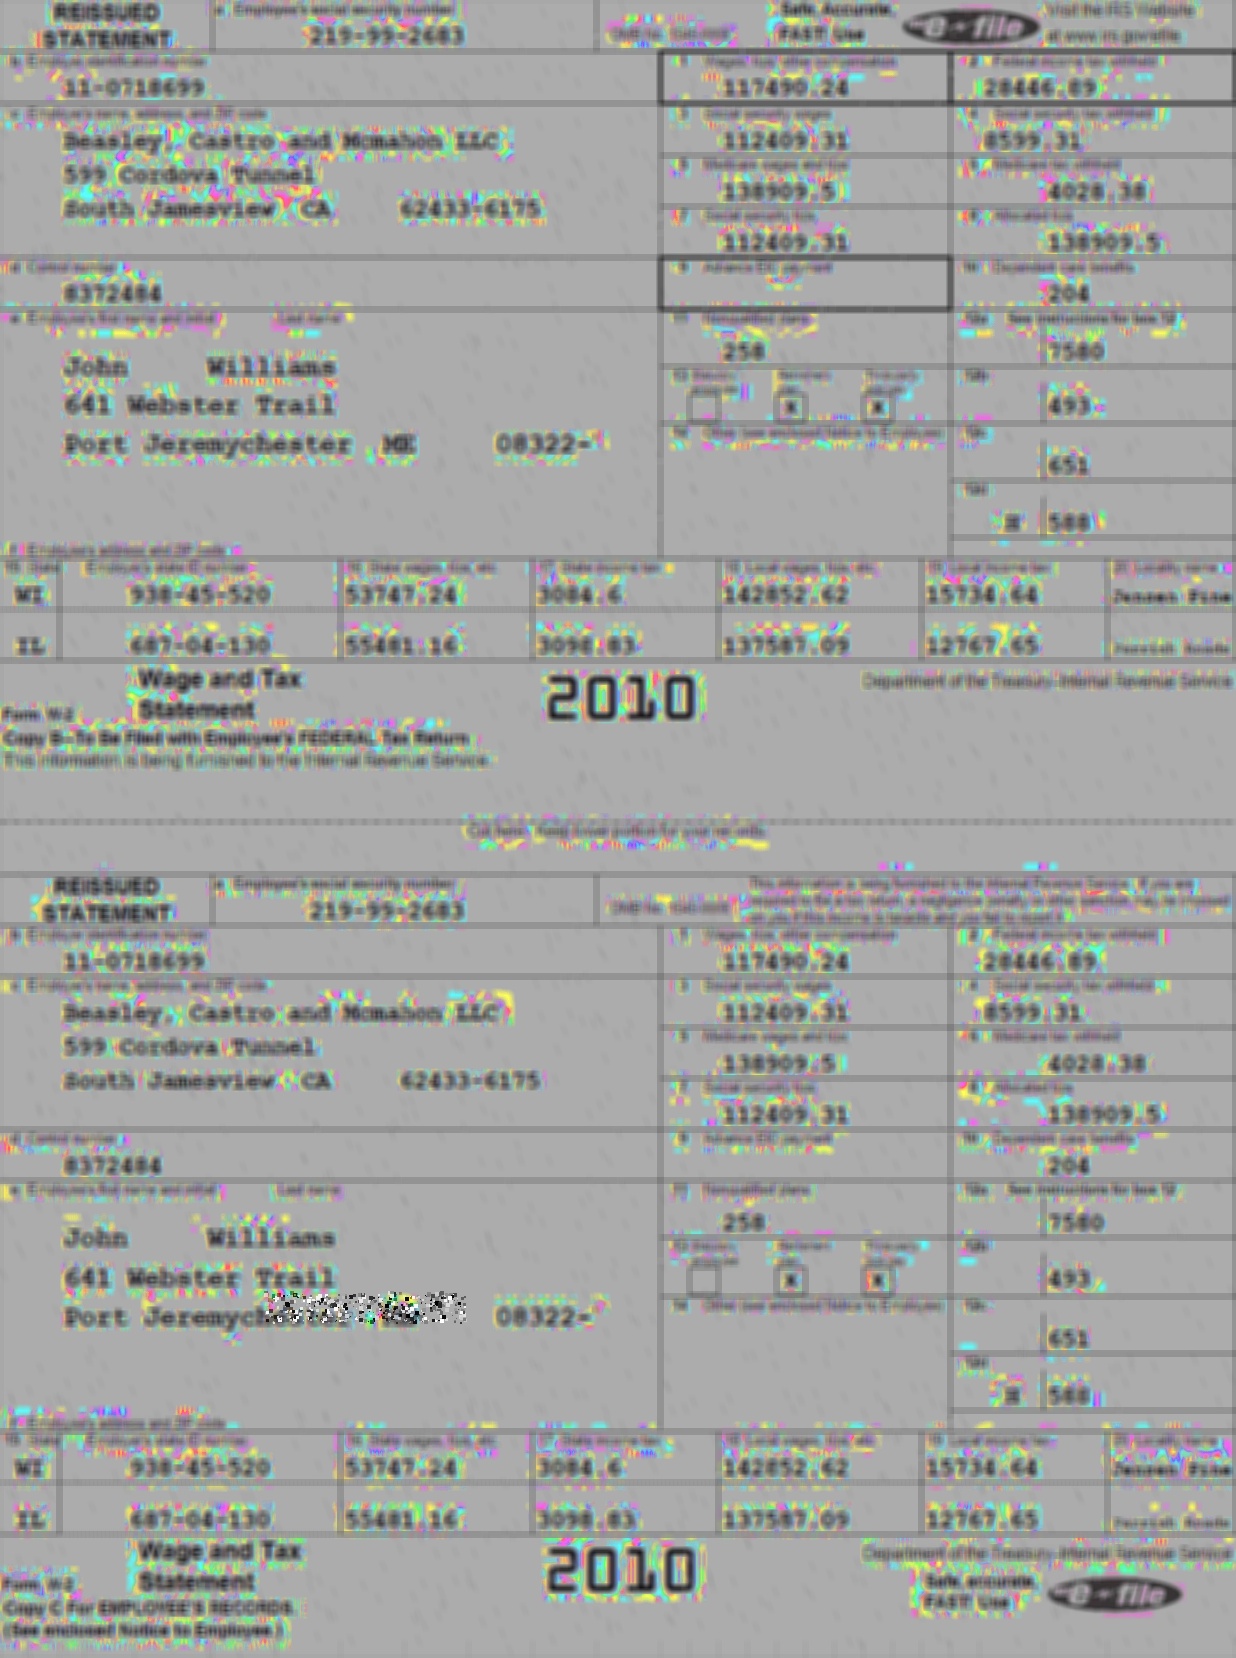 REISSUED STATEMENT
a Employee's social security number
219-99-2683
OMB No. 1545-0008
Safe, Accurate, FAST! Use
e-file
Visit the IRS Website at www.irs.gov/efile
b Employer identification number
11-0718699
1 Wages, tips, other compensation
117490.24
2 Federal income tax withheld
28446.89
c Employer's name, address, and ZIP code
Beasley, Castro and Mcmahon LLC
599 Cordova Tunnel
South Jamesview CA 62433-6175
3 Social security wages
112409.31
4 Social security tax withheld
8599.31
5 Medicare wages and tips
138909.5
6 Medicare tax withheld
4028.38
7 Social security tips
112409.31
8 Allocated tips
138909.5
d Control number
8372484
9 Advance EIC payment
10 Dependent care benefits
204
e Employee's first name and initial Last name
John Williams
641 Webster Trail
Port Jeremychester ME 08322-
11 Nonqualified plans
258
12a See instructions for box 12
7580
13
X X
12b
493
14 Other (see enclosed Notice to Employee)
12c
651
12d
588
f Employee's address and ZIP code
15 State Employer's state ID number 16 State wages, tips, etc. 17 State income tax 18 Local wages, tips, etc. 19 Local income tax 20 Locality name
WI 938-45-520 53747.24 3084.6 142852.62 15734.64 Jensen Pine
IL 687-04-130 55481.16 3098.83 137587.09 12767.65
Form W-2
Wage and Tax Statement
2010
Department of the Treasury-Internal Revenue Service
Copy B-To Be Filed with Employee's FEDERAL Tax Return
This information is being furnished to the Internal Revenue Service.
Cut here. Keep lower portion for your records.
REISSUED STATEMENT
a Employee's social security number
219-99-2683
OMB No. 1545-0008
This information is being furnished to the Internal Revenue Service. If you are
required to file a tax return, a negligence penalty or other sanction may be imposed
on you if this income is taxable and you fail to report it.
b Employer identification number
11-0718699
1 Wages, tips, other compensation
117490.24
2 Federal income tax withheld
28446.89
c Employer's name, address, and ZIP code
Beasley, Castro and Mcmahon LLC
599 Cordova Tunnel
South Jamesview CA 62433-6175
3 Social security wages
112409.31
4 Social security tax withheld
8599.31
5 Medicare wages and tips
138909.5
6 Medicare tax withheld
4028.38
7 Social security tips
112409.31
8 Allocated tips
138909.5
d Control number
8372484
9 Advance EIC payment
10 Dependent care benefits
204
e Employee's first name and initial Last name
John Williams
641 Webster Trail
Port 08322-
11 Nonqualified plans
258
12a See instructions for box 12
7580
13
X X
12b
493
14 Other (see enclosed Notice to Employee)
12c
651
12d
588
f Employee's address and ZIP code
15 State Employer's state ID number 16 State wages, tips, etc. 17 State income tax 18 Local wages, tips, etc. 19 Local income tax 20 Locality name
WI 938-45-520 53747.24 3084.6 142852.62 15734.64 Jensen Pine
IL 687-04-130 55481.16 3098.83 137587.09 12767.65
Form W-2
Wage and Tax Statement
2010
Department of the Treasury-Internal Revenue Service
Copy C For EMPLOYEE'S RECORDS
(See enclosed Notice to Employee.)
Safe, accurate, FAST! Use
e-file